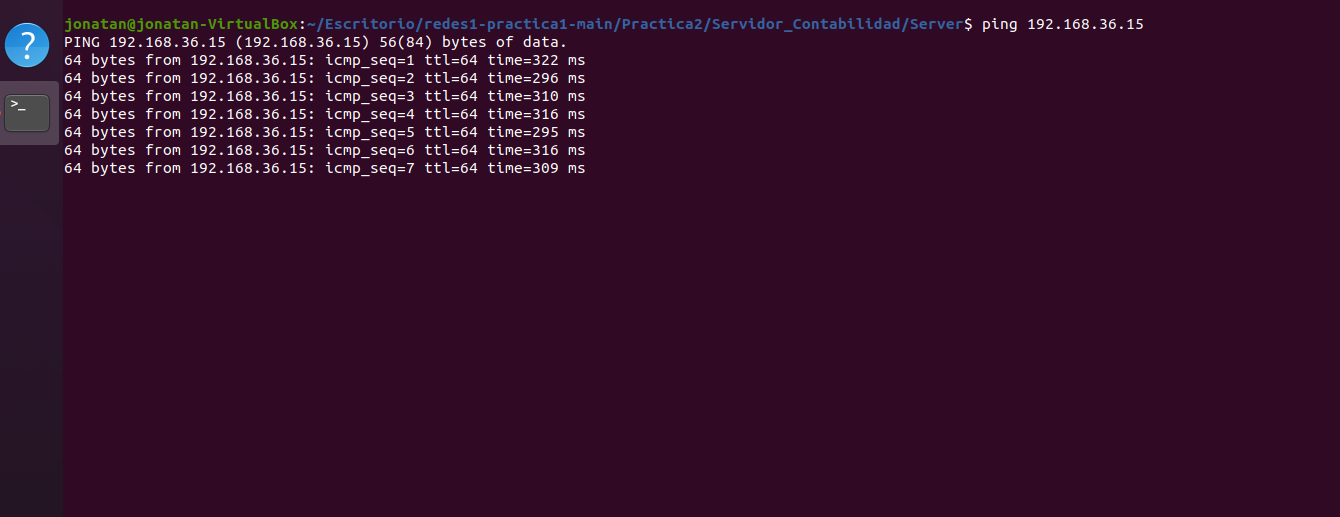 jonatan@jonatan-VirtualBox:~/Escritorio/redes1-practica1-main/Practica2/Servidor_Contabilidad/Server$ ping 192.168.36.15
PING 192.168.36.15 (192.168.36.15) 56(84) bytes of data.
64 bytes from 192.168.36.15: icmp_seq=1 ttl=64 time=322 ms
64 bytes from 192.168.36.15: icmp_seq=2 ttl=64 time=296 ms
64 bytes from 192.168.36.15: icmp_seq=3 ttl=64 time=310 ms
64 bytes from 192.168.36.15: icmp_seq=4 ttl=64 time=316 ms
64 bytes from 192.168.36.15: icmp_seq=5 ttl=64 time=295 ms
64 bytes from 192.168.36.15: icmp_seq=6 ttl=64 time=316 ms
64 bytes from 192.168.36.15: icmp_seq=7 ttl=64 time=309 ms
?
>_